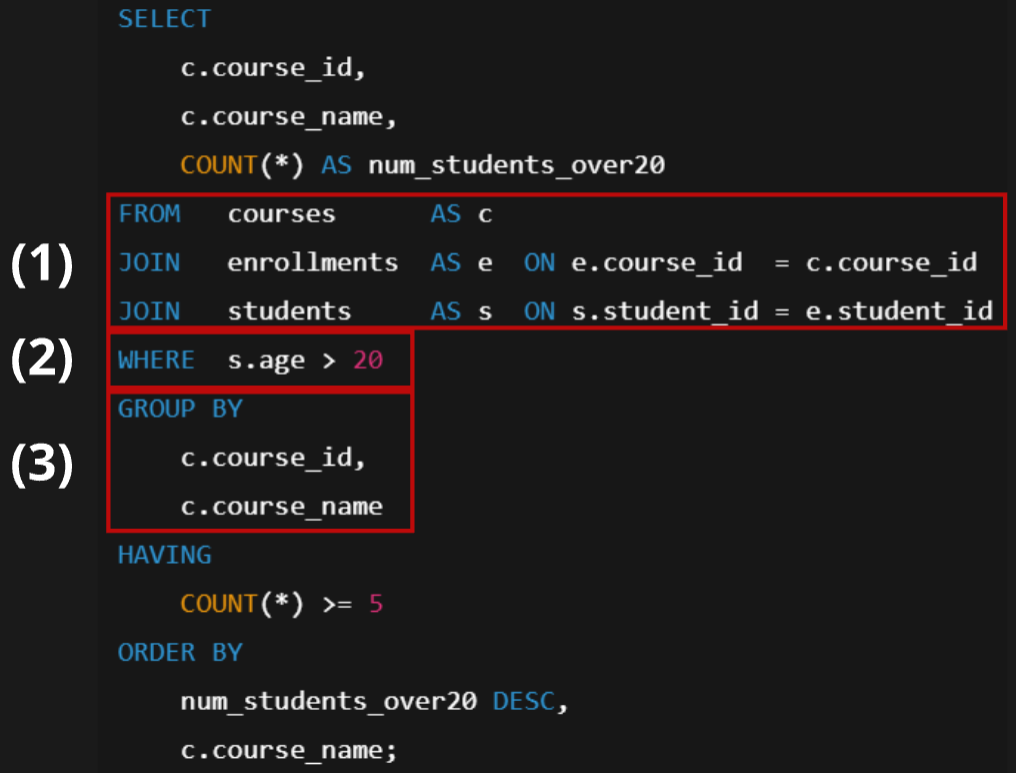 SELECT
c.course_id,
c.course_name,
COUNT(*) AS num_students_over20
FROM courses AS c
(1) JOIN enrollments AS e ON e.course_id = c.course_id
JOIN students AS s ON s.student_id = e.student_id
(2) WHERE s.age > 20
GROUP BY
(3) c.course_id,
c.course_name
HAVING
COUNT(*) >= 5
ORDER BY
num_students_over20 DESC,
c.course_name;